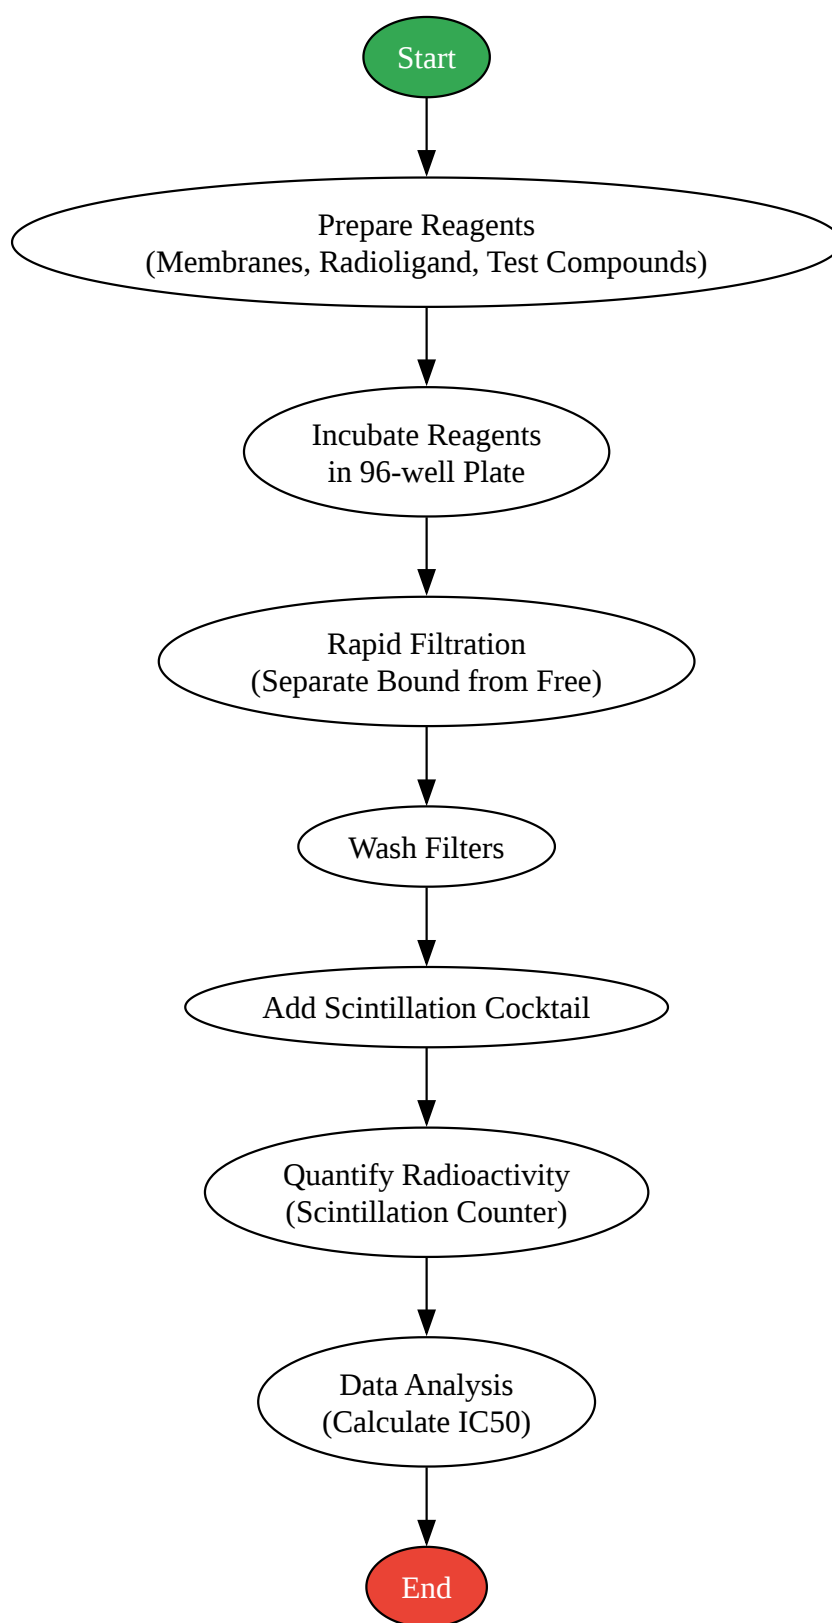 Start
Prepare Reagents
(Membranes, Radioligand, Test Compounds)
Incubate Reagents
in 96-well Plate
Rapid Filtration
(Separate Bound from Free)
Wash Filters
Add Scintillation Cocktail
Quantify Radioactivity
(Scintillation Counter)
Data Analysis
(Calculate IC50)
End